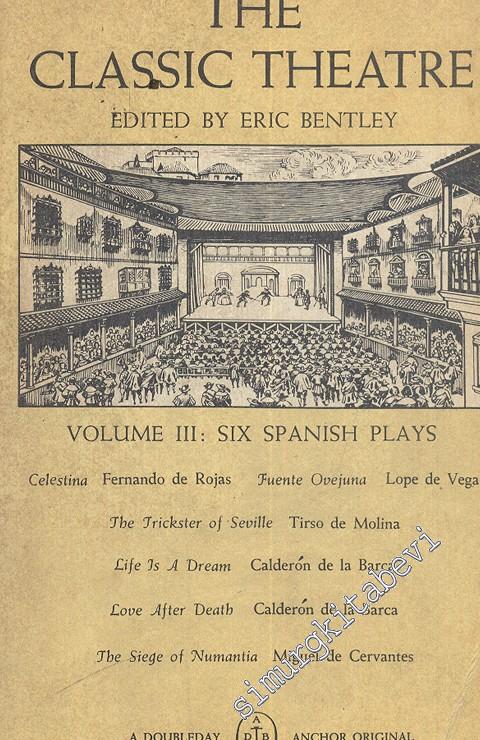 THE
CLASSIC THEATRE
EDITED BY ERIC BENTLEY
VOLUME III: SIX SPANISH PLAYS
Celestina Fernando de Rojas Fuente Ovejuna Lope de Vega
The Trickster of Seville Tirso de Molina
Life Is A Dream Calderón de la Barca
Love After Death Calderón de la Barca
The Siege of Numantia Miguel de Cervantes
A DOUBLEDAY A D B ANCHOR ORIGINAL
simurgkitabevi.com